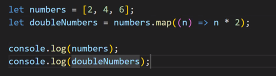 let numbers = [2, 4, 6];
let doubleNumbers = numbers.map((n) => n * 2);
console.log(numbers);
console.log(doubleNumbers);